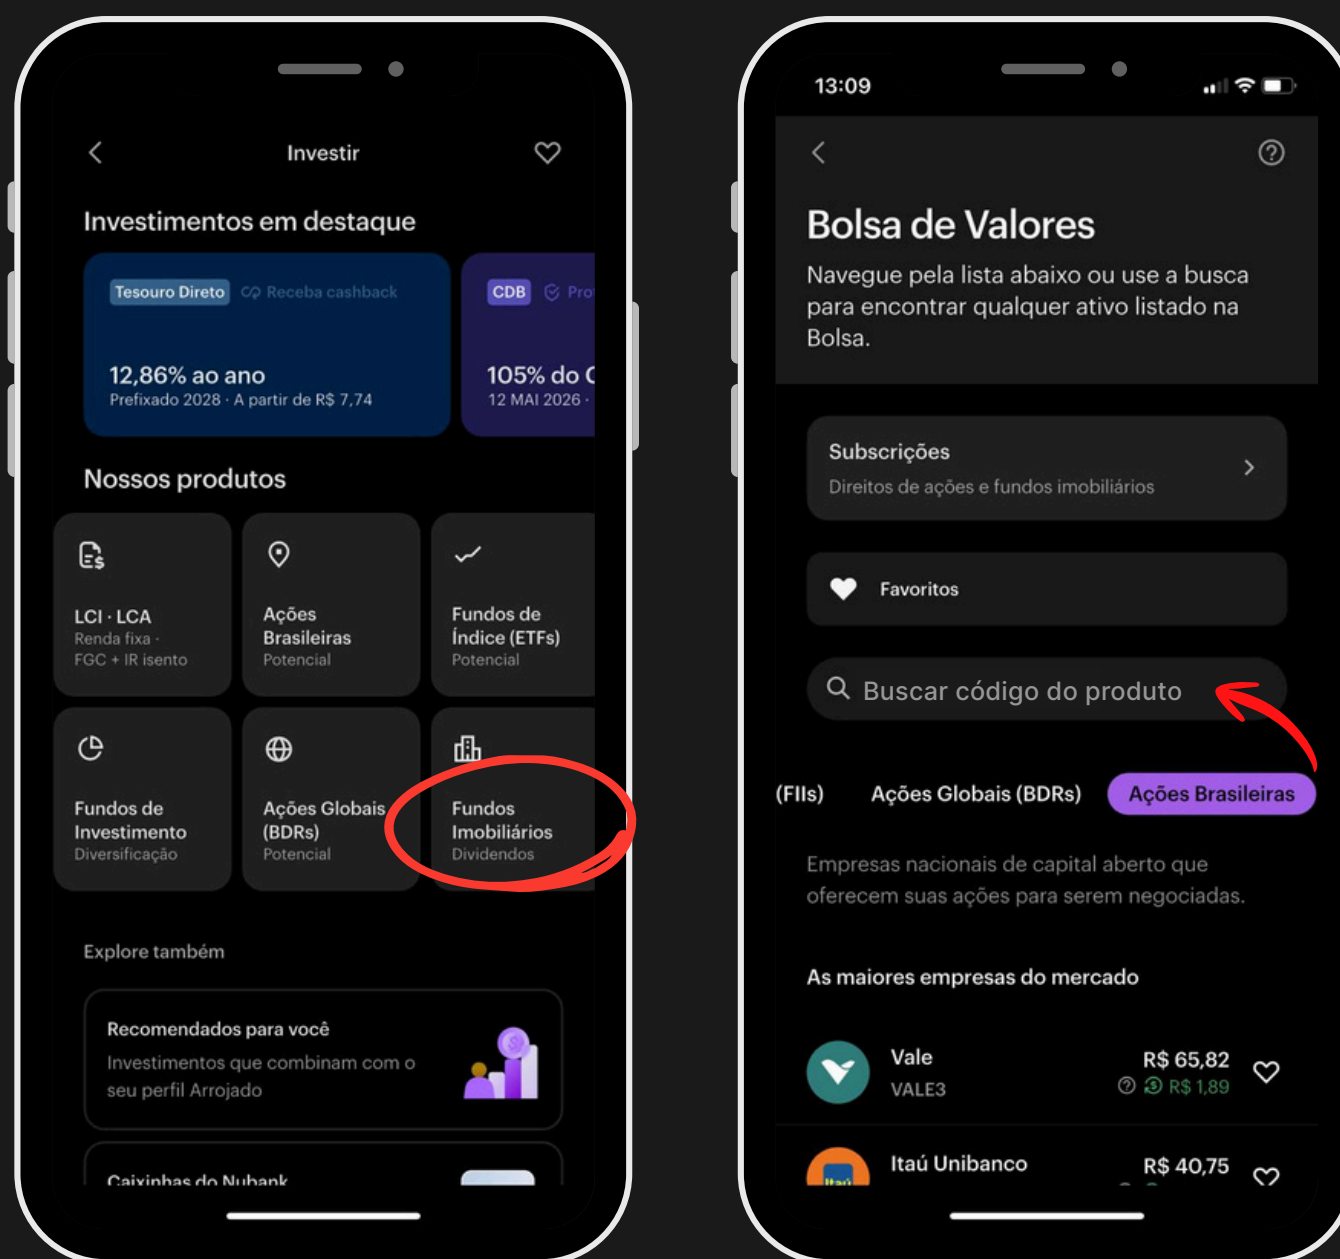 Investir
Investimentos em destaque
Tesouro Direto Receba cashback
12,86% ao ano
Prefixado 2028 · A partir de R$ 7,74
CDB
105% do
12 MAI 2026 ·
Nossos produtos
LCI · LCA
Renda fixa ·
FGC + IR isento
Ações
Brasileiras
Potencial
Fundos de
Índice (ETFs)
Potencial
Fundos de
Investimento
Diversificação
Ações Globais
(BDRs)
Potencial
Fundos
Imobiliários
Dividendos
Explore também
Recomendados para você
Investimentos que combinam com o
seu perfil Arrojado
Caixinhas do Nubank
13:09
Bolsa de Valores
Navegue pela lista abaixo ou use a busca
para encontrar qualquer ativo listado na
Bolsa.
Subscrições
Direitos de ações e fundos imobiliários
Favoritos
Buscar código do produto
(FIIs) Ações Globais (BDRs) Ações Brasileiras
Empresas nacionais de capital aberto que
oferecem suas ações para serem negociadas.
As maiores empresas do mercado
Vale
VALE3
R$ 65,82
R$ 1,89
Itaú
Itaú Unibanco
R$ 40,75